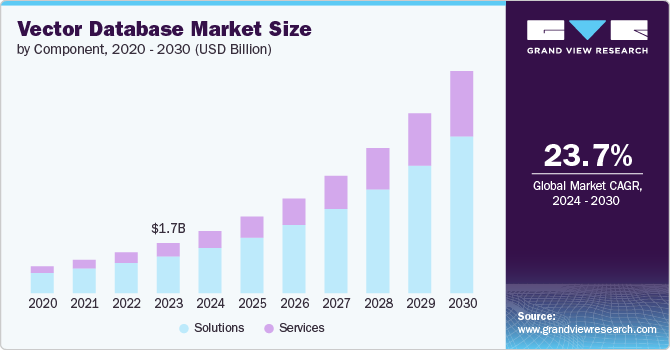 Vector Database Market Size
by Component, 2020 - 2030 (USD Billion)
$1.7B
2020 2021 2022 2023 2024 2025 2026 2027 2028 2029 2030
Solutions Services
GRAND VIEW RESEARCH
23.7%
Global Market CAGR,
2024 - 2030
Source:
www.grandviewresearch.com